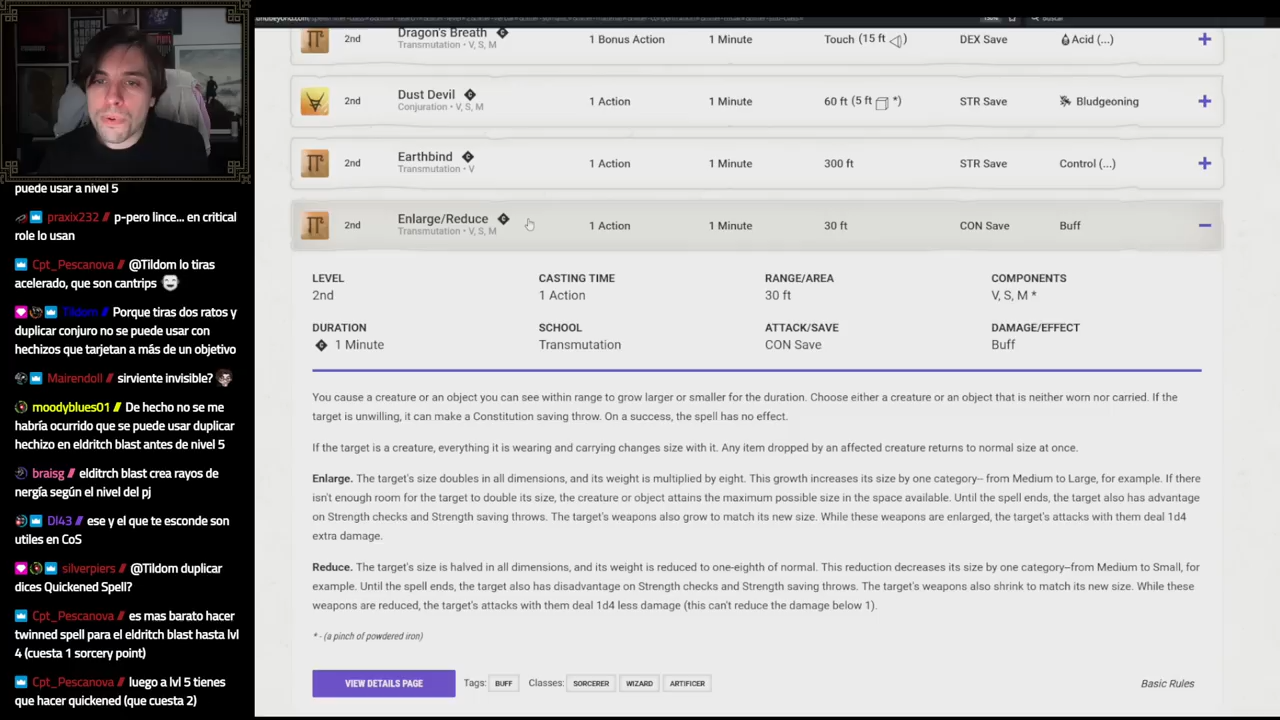 puede usar a nivel 5
praxix232 // p-pero lince... en critical
role lo usan
Cpt_Pescanova // @Tildom lo tiras
acelerado, que son cantrips
Tildom // Porque tiras dos ratos y
duplicar conjuro no se puede usar con
hechizos que tarjetan a más de un objetivo
Mairendoll // sirviente invisible?
moodyblues01 // De hecho no se me
habría ocurrido que se puede usar duplicar
hechizo en eldritch blast antes de nivel 5
braisg // elditrch blast crea rayos de
nergía según el nivel del pj
Dl43 // ese y el que te esconde son
utiles en CoS
silverpiers // @Tildom duplicar
dices Quickened Spell?
Cpt_Pescanova // es mas barato hacer
twinned spell para el eldritch blast hasta lvl
4 (cuesta 1 sorcery point)
Cpt_Pescanova // luego a lvl 5 tienes
que hacer quickened (que cuesta 2)
2nd Dragon's Breath 1 Bonus Action 1 Minute Touch (15 ft) DEX Save Acid (...) +
Transmutation • V, S, M
2nd Dust Devil 1 Action 1 Minute 60 ft (5 ft *) STR Save Bludgeoning +
Conjuration • V, S, M
2nd Earthbind 1 Action 1 Minute 300 ft STR Save Control (...) +
Transmutation • V
2nd Enlarge/Reduce 1 Action 1 Minute 30 ft CON Save Buff −
Transmutation • V, S, M
LEVEL CASTING TIME RANGE/AREA COMPONENTS
2nd 1 Action 30 ft V, S, M *
DURATION SCHOOL ATTACK/SAVE DAMAGE/EFFECT
1 Minute Transmutation CON Save Buff
You cause a creature or an object you can see within range to grow larger or smaller for the duration. Choose either a creature or an object that is neither worn nor carried. If the
target is unwilling, it can make a Constitution saving throw. On a success, the spell has no effect.
If the target is a creature, everything it is wearing and carrying changes size with it. Any item dropped by an affected creature returns to normal size at once.
Enlarge. The target's size doubles in all dimensions, and its weight is multiplied by eight. This growth increases its size by one category– from Medium to Large, for example. If there
isn't enough room for the target to double its size, the creature or object attains the maximum possible size in the space available. Until the spell ends, the target also has advantage
on Strength checks and Strength saving throws. The target's weapons also grow to match its new size. While these weapons are enlarged, the target's attacks with them deal 1d4
extra damage.
Reduce. The target's size is halved in all dimensions, and its weight is reduced to one-eighth of normal. This reduction decreases its size by one category–from Medium to Small, for
example. Until the spell ends, the target also has disadvantage on Strength checks and Strength saving throws. The target's weapons also shrink to match its new size. While these
weapons are reduced, the target's attacks with them deal 1d4 less damage (this can't reduce the damage below 1).
* - (a pinch of powdered iron)
VIEW DETAILS PAGE Tags: BUFF Classes: SORCERER WIZARD ARTIFICER Basic Rules